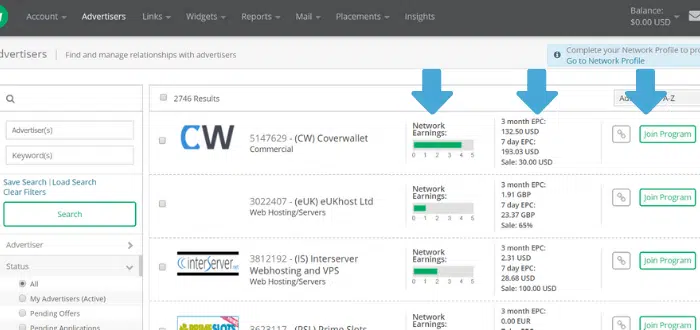 Account
Advertisers
Links
Widgets
Reports
Mail
Placements
Insights
Balance:
$0.00 USD
dvertisers
Find and manage relationships with advertisers
Complete your Network Profile to pro
Go to Network Profile
2746 Results
A-Z
Advertiser(s)
Keyword(s)
Save Search | Load Search
Clear Filters
Search
Advertiser
Status
All
My Advertisers (Active)
Pending Offers
Pending Applications
CW
5147629 - (CW) Coverwallet
Commercial
Network
Earnings:
0 1 2 3 4 5
3 month EPC:
132.50 USD
7 day EPC:
193.03 USD
Sale: 30.00 USD
Join Program
3022407 - (eUK) eUKhost Ltd
Web Hosting/Servers
Network
Earnings:
0 1 2 3 4 5
3 month EPC:
1.91 GBP
7 day EPC:
23.37 GBP
Sale: 65%
Join Program
interserver
3812192 - (IS) Interserver
Webhosting and VPS
Web Hosting/Servers
Network
Earnings:
0 1 2 3 4 5
3 month EPC:
2.31 USD
7 day EPC:
28.68 USD
Sale: 100.00 USD
Join Program
PRIMESLOTS
3623117 - (PSL) Prime Slots
Network
3 month EPC:
0.00 EUR
Join Program